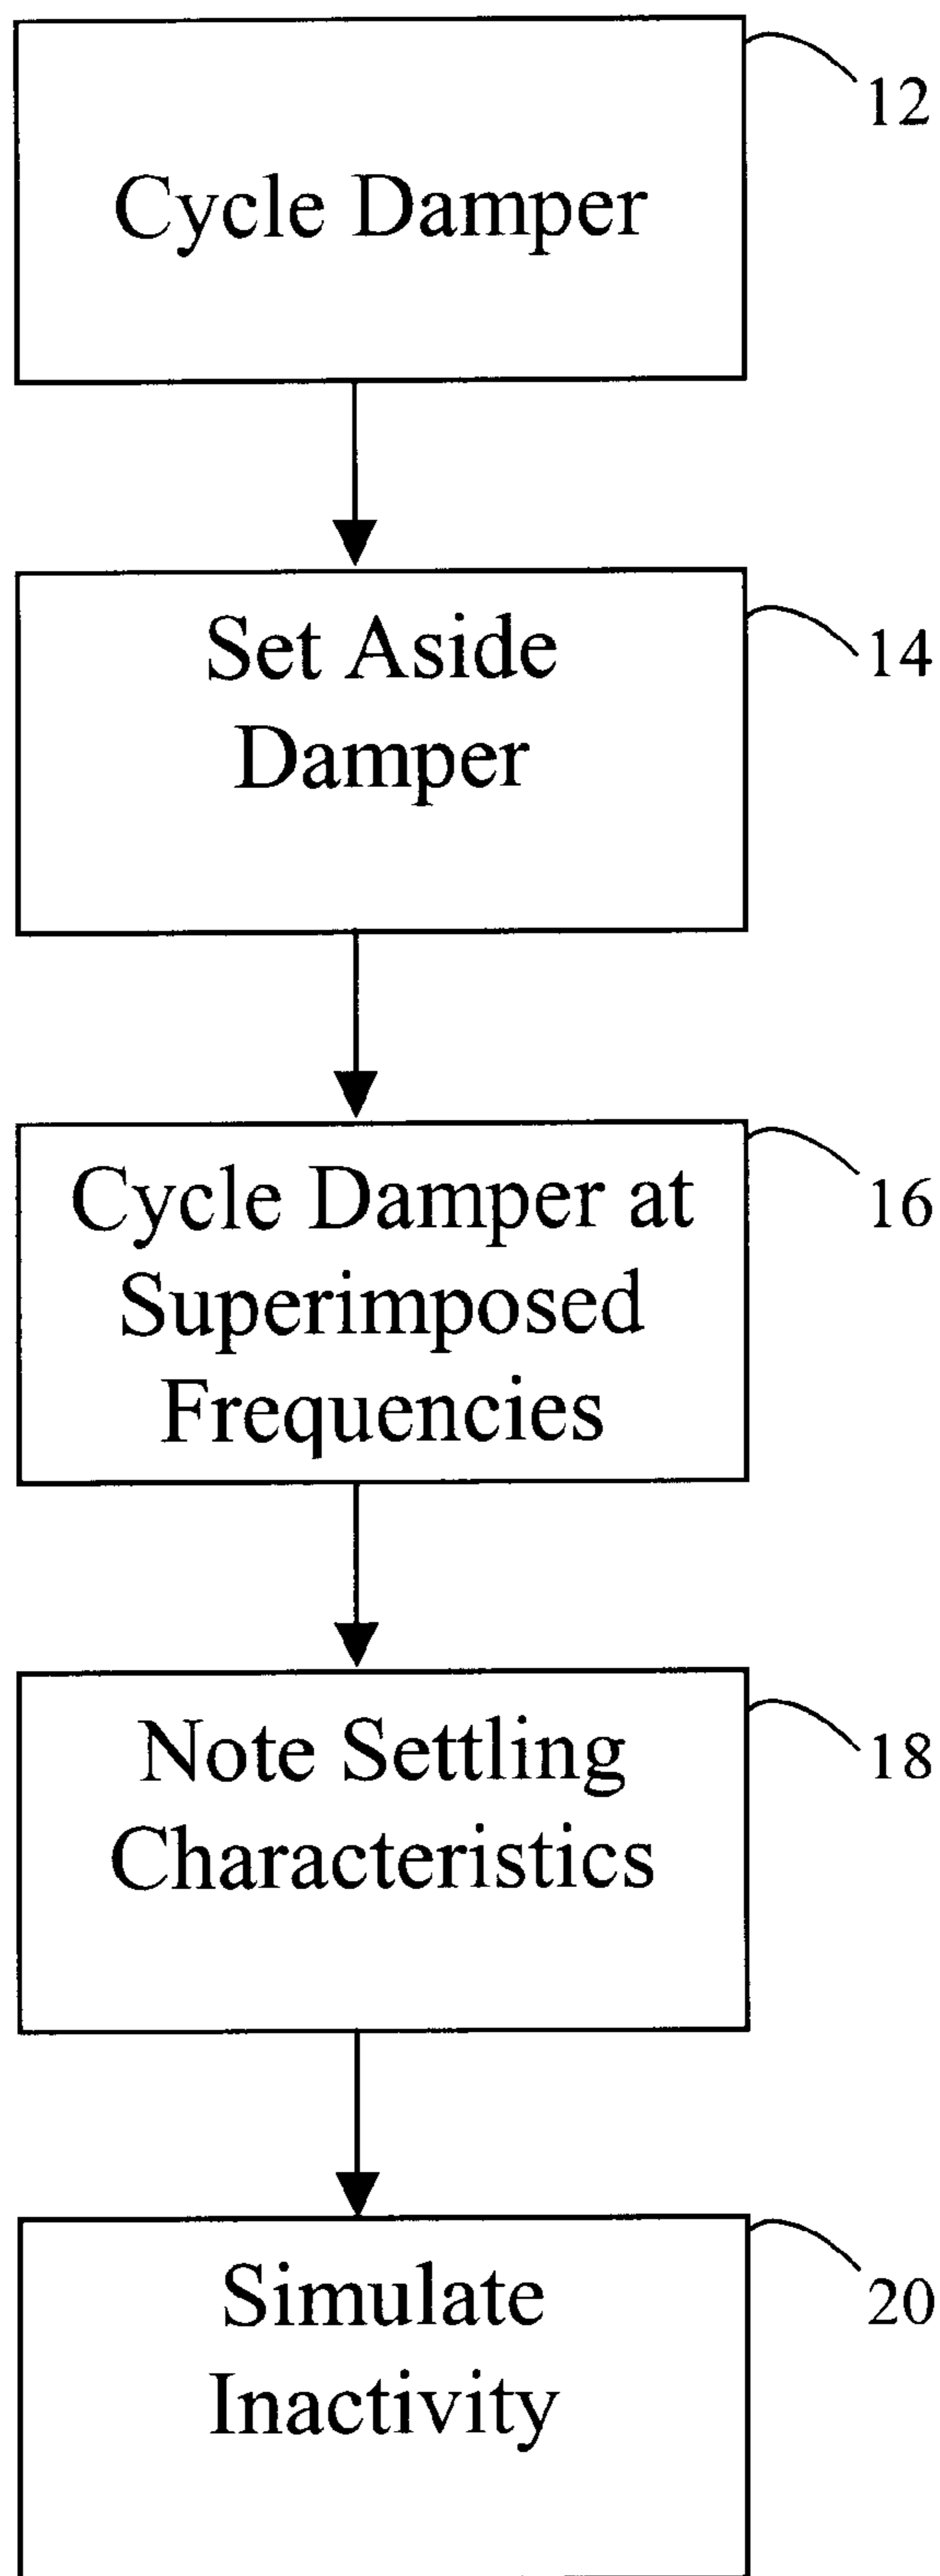 12
Cycle Damper
Set Aside
Damper
14
Cycle Damper at
Superimposed
Frequencies
16
Note Settling
Characteristics
18
Simulate
Inactivity
20